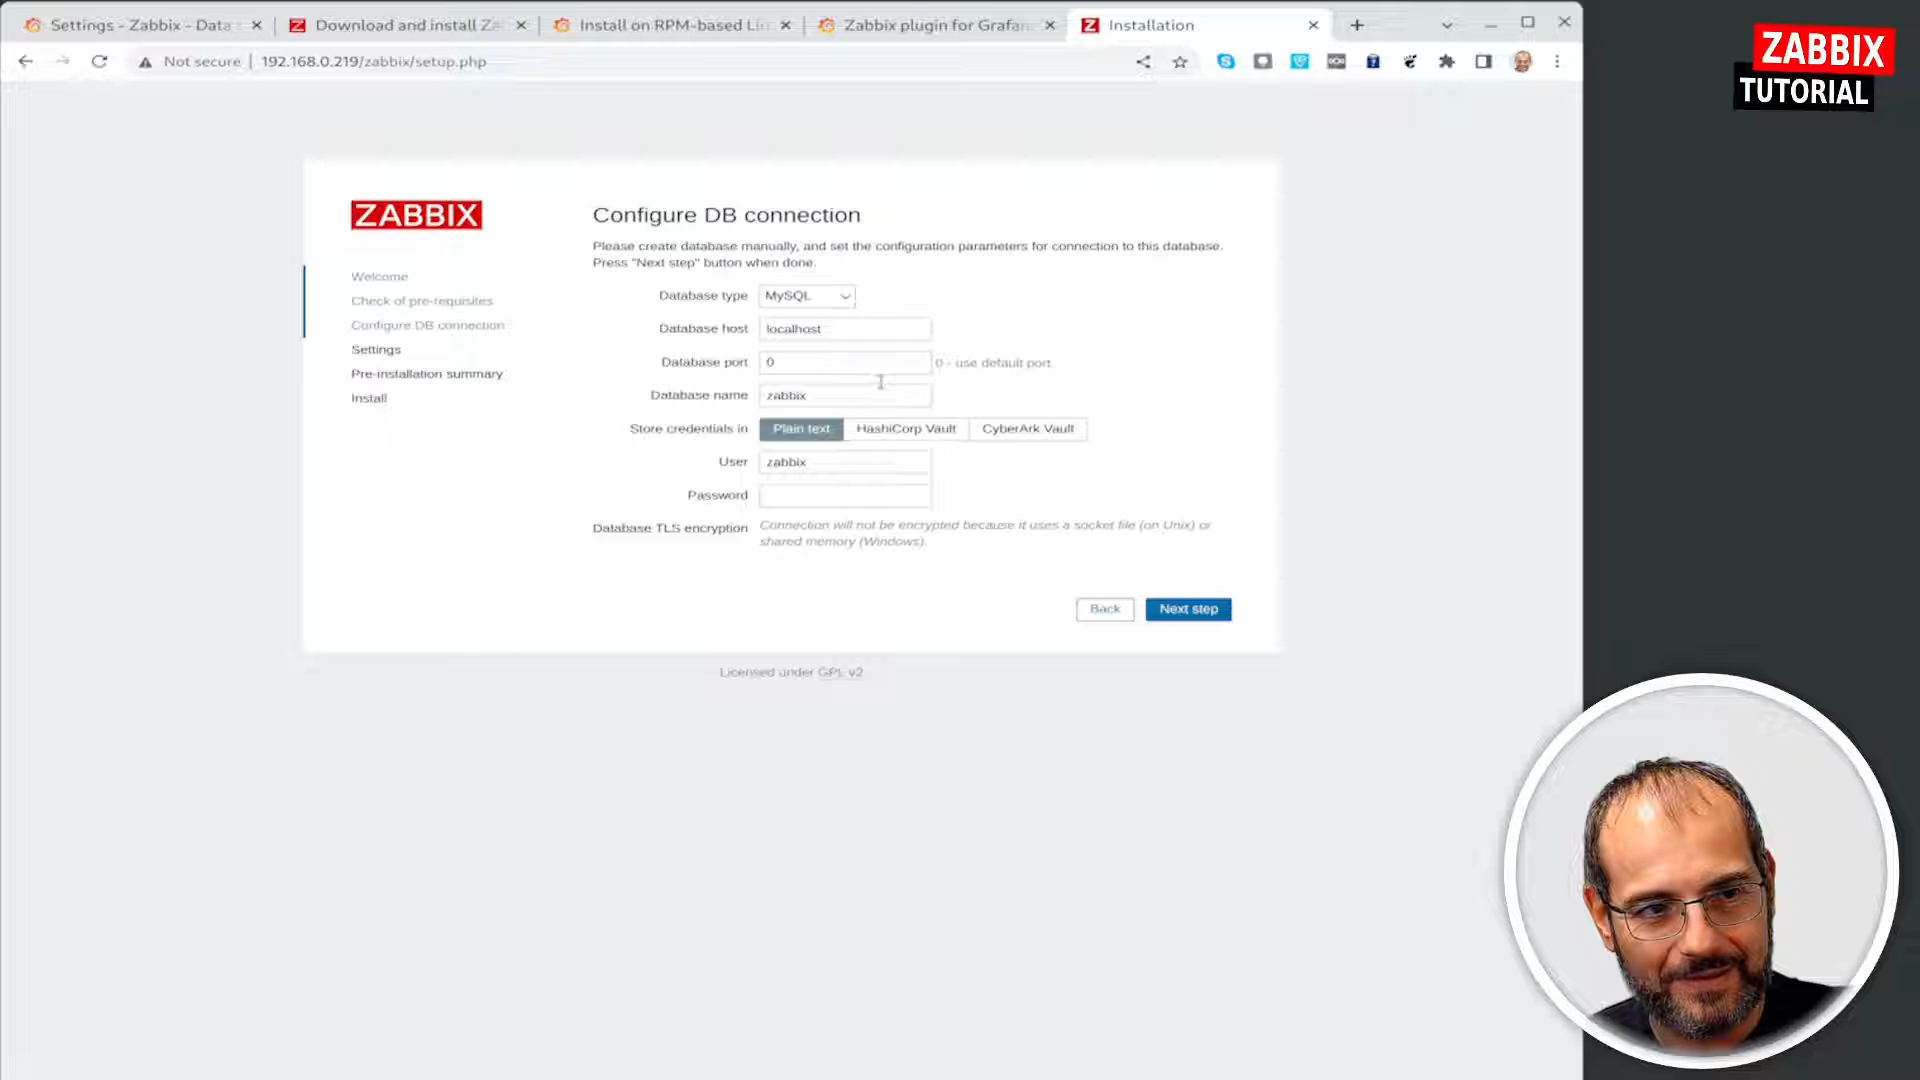 Settings - Zabbix - Data
Download and install Za
Install on RPM-based Lin
Zabbix plugin for Grafan
Installation
Not secure
192.168.0.219/zabbix/setup.php
ZABBIX
TUTORIAL
ZABBIX
Welcome
Check of pre-requisites
Configure DB connection
Settings
Pre-installation summary
Install
Configure DB connection
Please create database manually, and set the configuration parameters for connection to this database.
Press "Next step" button when done.
Database type MySQL
Database host localhost
Database port 0 0 - use default port
Database name zabbix
Store credentials in Plain text HashiCorp Vault CyberArk Vault
User zabbix
Password
Database TLS encryption Connection will not be encrypted because it uses a socket file (on Unix) or
shared memory (Windows).
Back Next step
Licensed under GPL v2